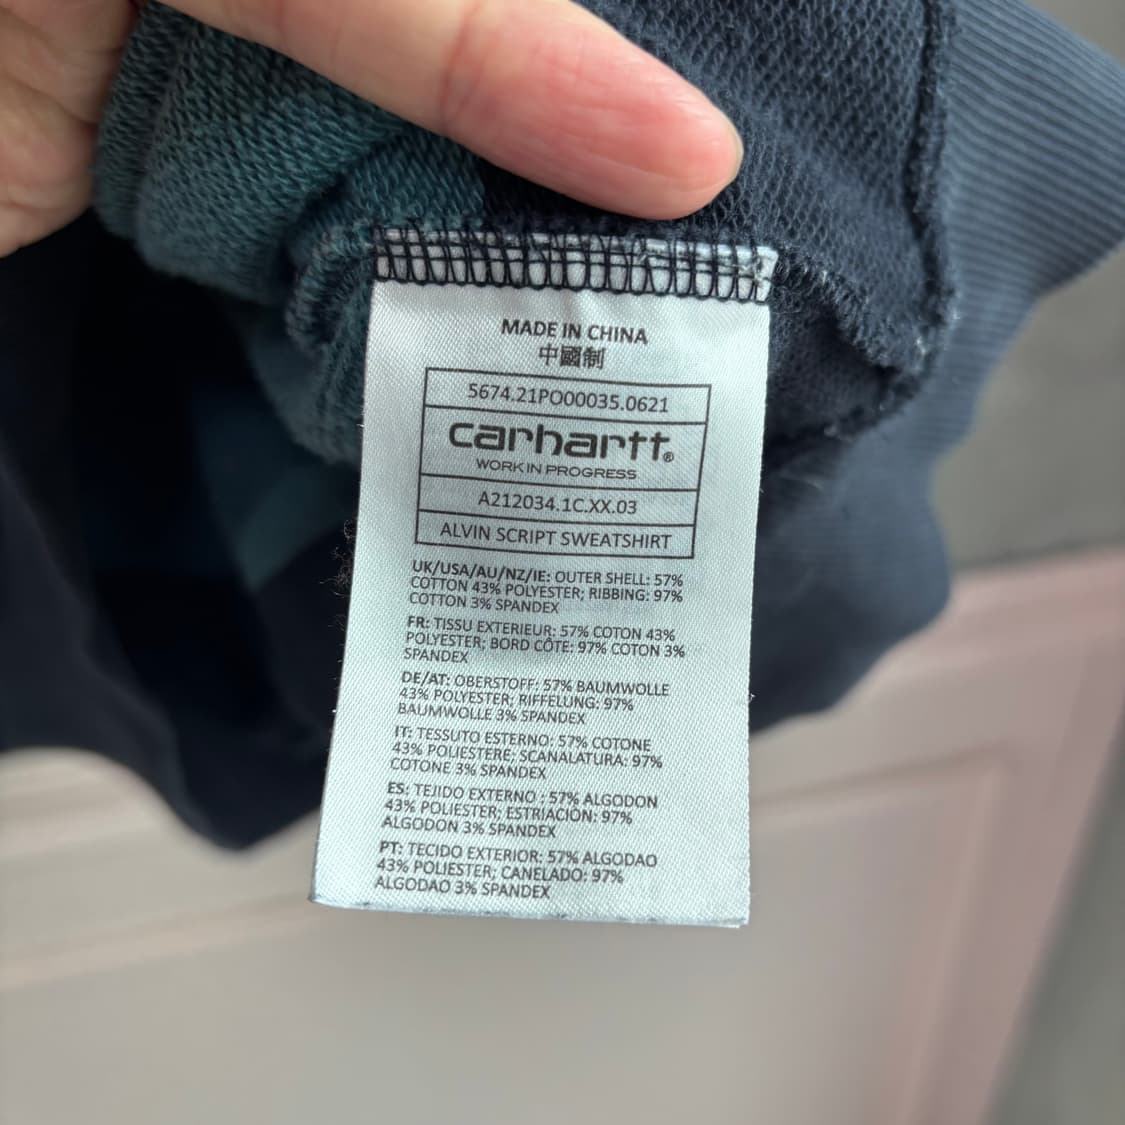 MADE IN CHINA
中國制
5674.21PO00035.0621
carhartt®
WORK IN PROGRESS
A212034.1C.XX.03
ALVIN SCRIPT SWEATSHIRT
UK/USA/AU/NZ/IE: OUTER SHELL: 57%
COTTON 43% POLYESTER; RIBBING: 97%
COTTON 3% SPANDEX
FR: TISSU EXTERIEUR: 57% COTON 43%
POLYESTER; BORD CÔTE: 97% COTON 3%
SPANDEX
DE/AT: OBERSTOFF: 57% BAUMWOLLE
43% POLYESTER; RIFFELUNG: 97%
BAUMWOLLE 3% SPANDEX
IT: TESSUTO ESTERNO: 57% COTONE
43% POLIESTERE; SCANALATURA: 97%
COTONE 3% SPANDEX
ES: TEJIDO EXTERNO : 57% ALGODON
43% POLIESTER; ESTRIACIÓN: 97%
ALGODON 3% SPANDEX
PT: TECIDO EXTERIOR: 57% ALGODAO
43% POLIESTER; CANELADO: 97%
ALGODAO 3% SPANDEX